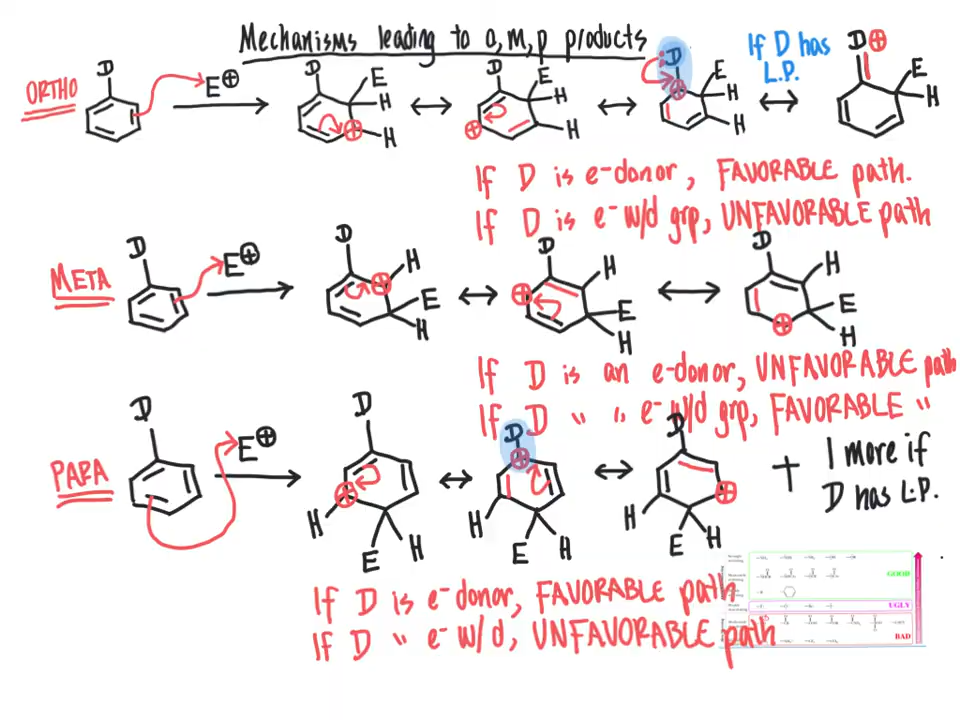 Mechanisms leading to o,m,p products
ORTHO
D
E⊕
D
E
H
⊕
H
D
E
H
⊕
H
D
⊕
E
H
H
If D has
L.P.
D⊕
E
H
If D is e⁻donor, FAVORABLE path.
If D is e⁻ w/d grp, UNFAVORABLE path
META
D
E⊕
D
H
⊕
E
H
D
H
⊕
E
H
D
H
E
⊕
H
If D is an e-donor, UNFAVORABLE path
If D " " e⁻ w/d grp, FAVORABLE "
PARA
D
E⊕
D
⊕
H
E
H
D
⊕
H
E
H
D
⊕
H
E
H
+
1 more if
D has L.P.
If D is e⁻donor, FAVORABLE path
If D " e⁻ w/d, UNFAVORABLE path
GOOD
UGLY
BAD